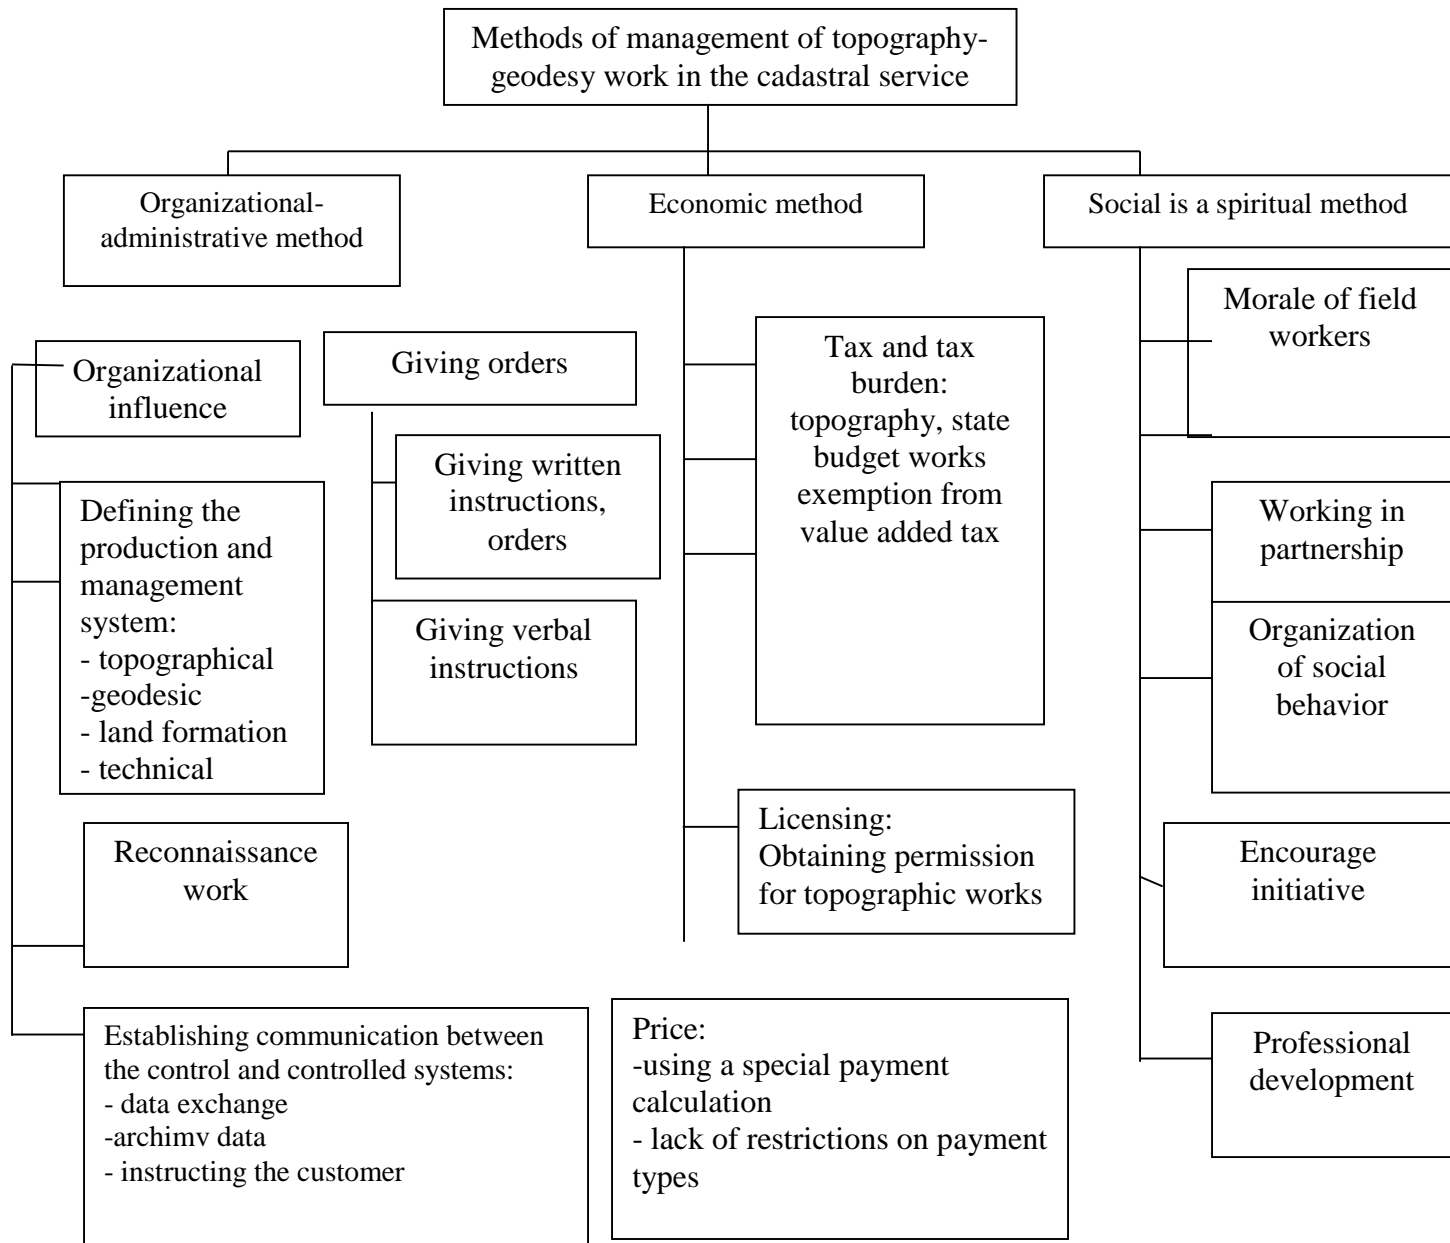 Methods of management of topography-
geodesy work in the cadastral service
Organizational-
administrative method
Economic method
Social is a spiritual method
Organizational
influence
Giving orders
Tax and tax
burden:
topography, state
budget works
exemption from
value added tax
Morale of field
workers
Defining the
production and
management
system:
- topographical
-geodesic
- land formation
- technical
Giving written
instructions,
orders
Giving verbal
instructions
Working in
partnership
Organization
of social
behavior
Reconnaissance
work
Licensing:
Obtaining permission
for topographic works
Encourage
initiative
Establishing communication between
the control and controlled systems:
- data exchange
-archimv data
- instructing the customer
Price:
-using a special payment
calculation
- lack of restrictions on payment
types
Professional
development